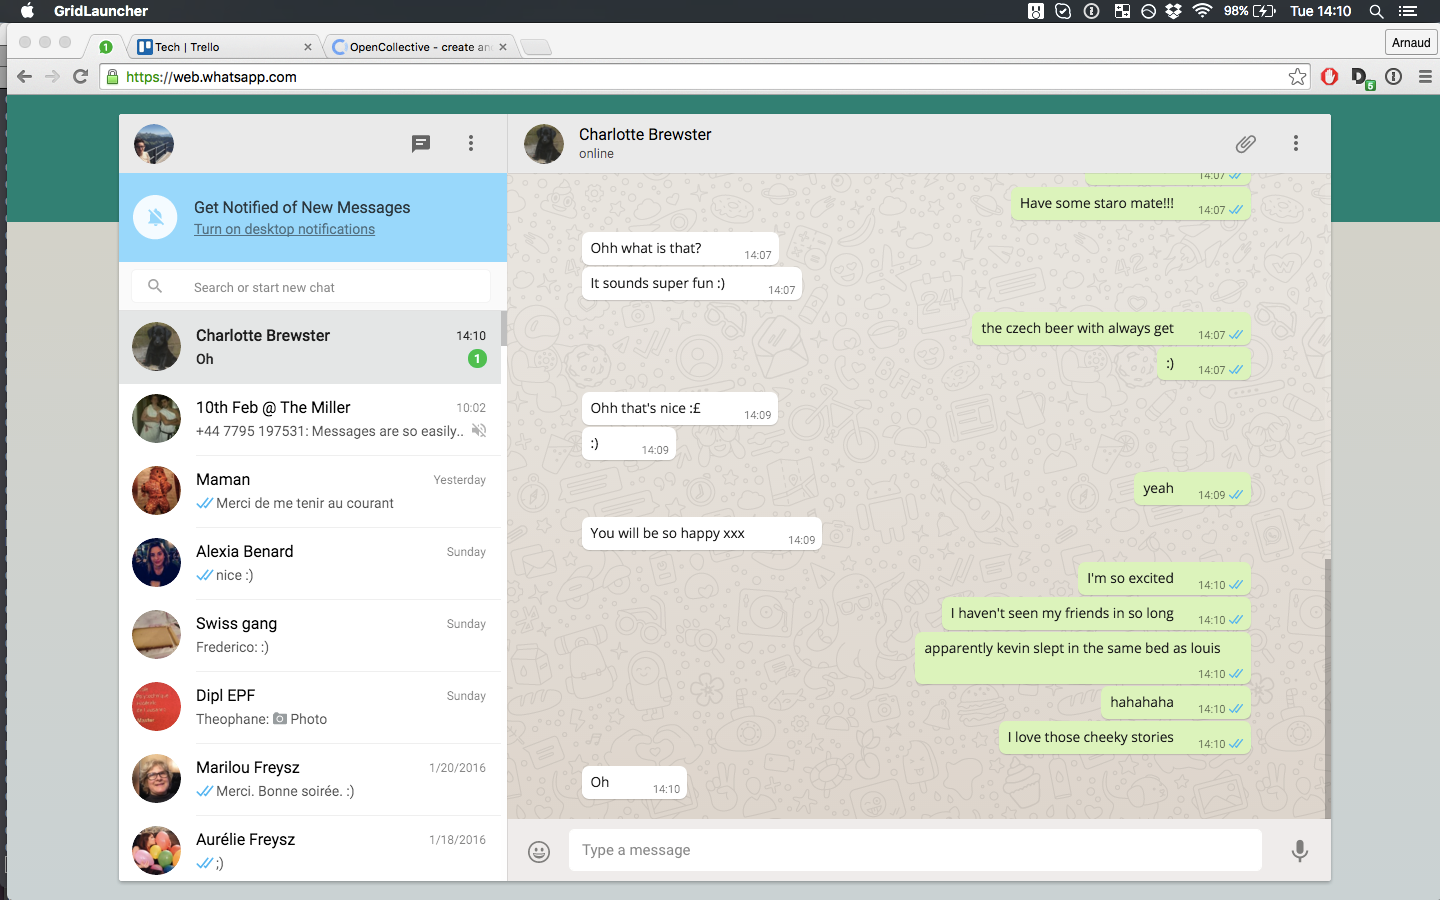 GridLauncher
98%
Tue 14:10
1
Tech | Trello
OpenCollective - create an
Arnaud
https://web.whatsapp.com
5
Get Notified of New Messages
Turn on desktop notifications
Search or start new chat
Charlotte Brewster
14:10
Oh
1
10th Feb @ The Miller
10:02
+44 7795 197531: Messages are so easily..
Maman
Yesterday
Merci de me tenir au courant
Alexia Benard
Sunday
nice :)
Swiss gang
Sunday
Frederico: :)
Dipl EPF
Sunday
Theophane: Photo
Marilou Freysz
1/20/2016
Merci. Bonne soirée. :)
Aurélie Freysz
1/18/2016
;)
Charlotte Brewster
online
14:07
Have some staro mate!!!
14:07
Ohh what is that?
14:07
It sounds super fun :)
14:07
the czech beer with always get
14:07
:)
14:07
Ohh that's nice :£
14:09
:)
14:09
yeah
14:09
You will be so happy xxx
14:09
I'm so excited
14:10
I haven't seen my friends in so long
14:10
apparently kevin slept in the same bed as louis
14:10
hahahaha
14:10
I love those cheeky stories
14:10
Oh
14:10
Type a message